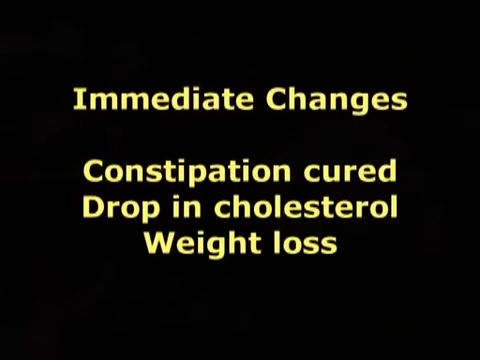 Immediate Changes
Constipation cured
Drop in cholesterol
Weight loss